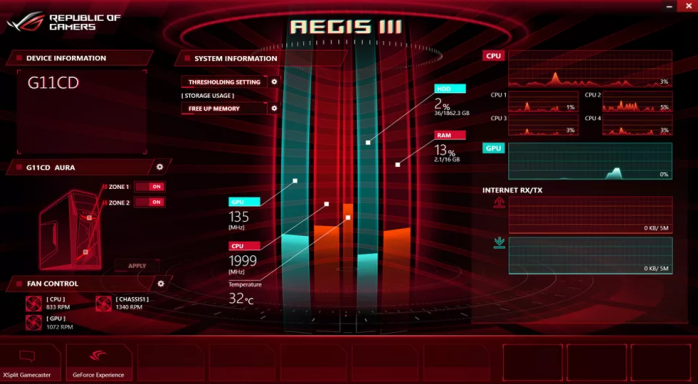 REPUBLIC OF
GAMERS
AEGIS III
DEVICE INFORMATION
G11CD
G11CD AURA
ZONE 1 ON
ZONE 2 ON
APPLY
FAN CONTROL
[ CPU ]
833 RPM
[ CHASSIS1 ]
1340 RPM
[ GPU ]
1072 RPM
SYSTEM INFORMATION
THRESHOLDING SETTING
[ STORAGE USAGE ]
FREE UP MEMORY
HDD
2%
36/1862.3 GB
RAM
13%
2.1/16 GB
GPU
135
[MHz]
CPU
1999
[MHz]
Temperature
32°C
CPU
3%
CPU 1
1%
CPU 2
5%
CPU 3
3%
CPU 4
3%
GPU
0%
INTERNET RX/TX
0 KB/ 5M
0 KB/ 5M
XSplit Gamecaster
GeForce Experience